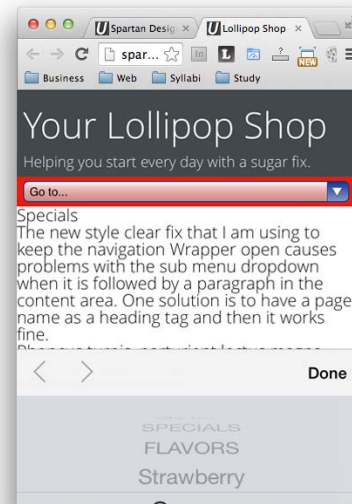 Spartan Desig
Lollipop Shop
spar...
in
L
NEW
Business Web Syllabi Study
Your Lollipop Shop
Helping you start every day with a sugar fix.
Go to...
Specials
The new style clear fix that I am using to
keep the navigation Wrapper open causes
problems with the sub menu dropdown
when it is followed by a paragraph in the
content area. One solution is to have a page
name as a heading tag and then it works
fine.
Done
SPECIALS
FLAVORS
Strawberry